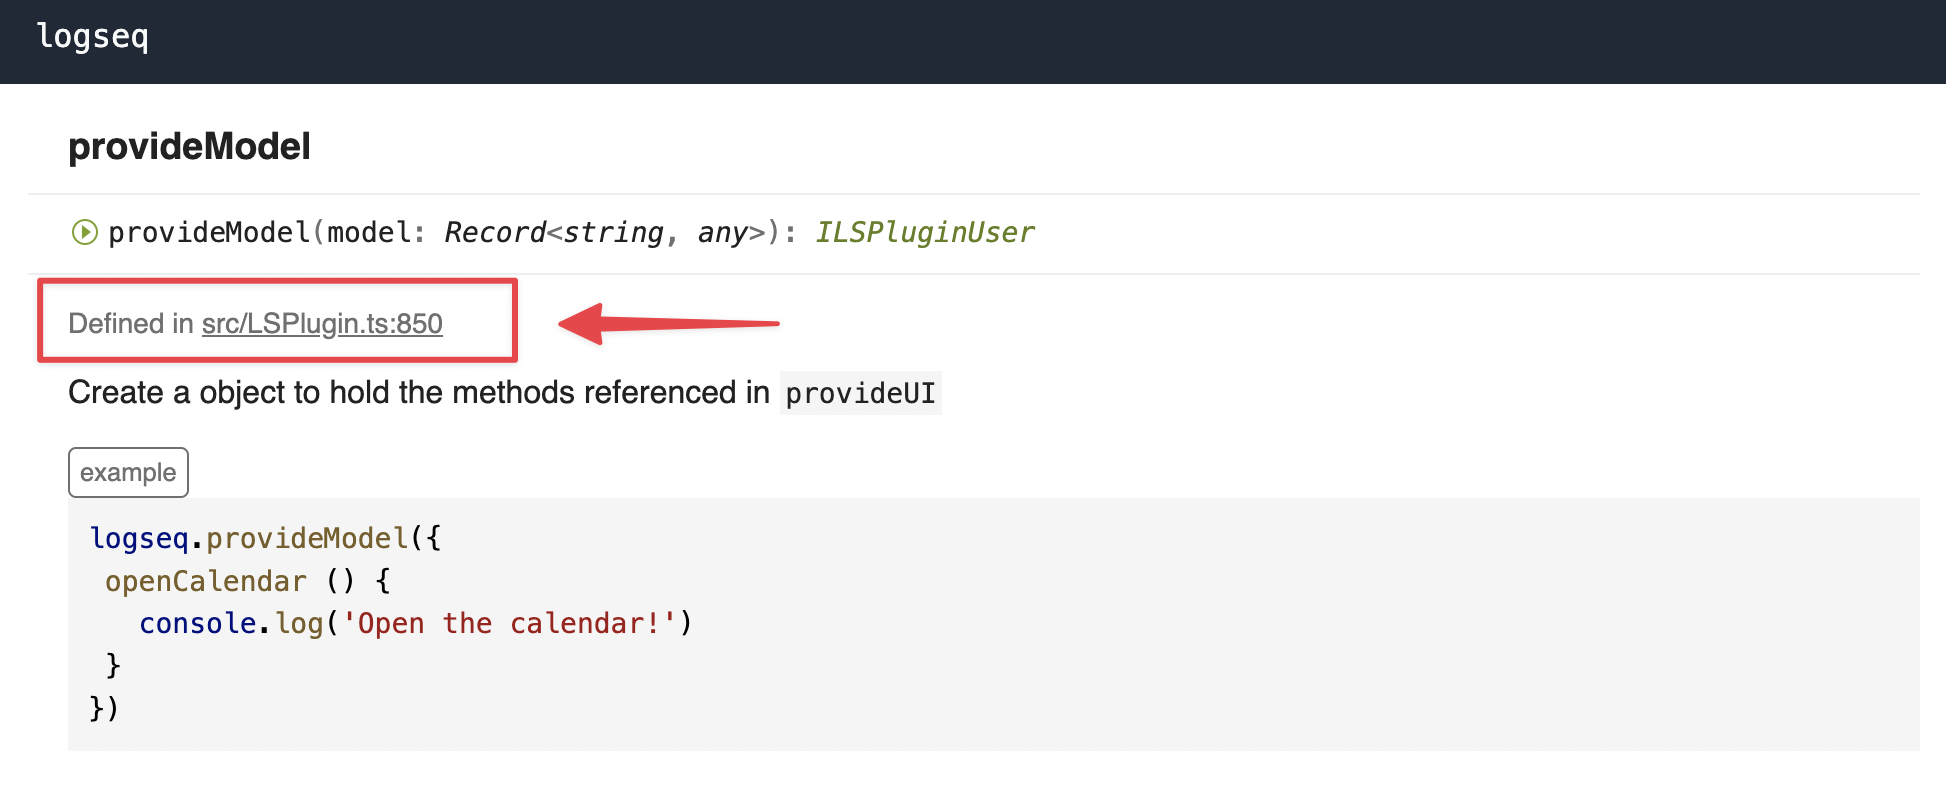 logseq
provideModel
provideModel(model: Record<string, any>): ILSPluginUser
Defined in src/LSPlugin.ts:850
Create a object to hold the methods referenced in provideUI
example
logseq.provideModel({
 openCalendar () {
   console.log('Open the calendar!')
 }
})